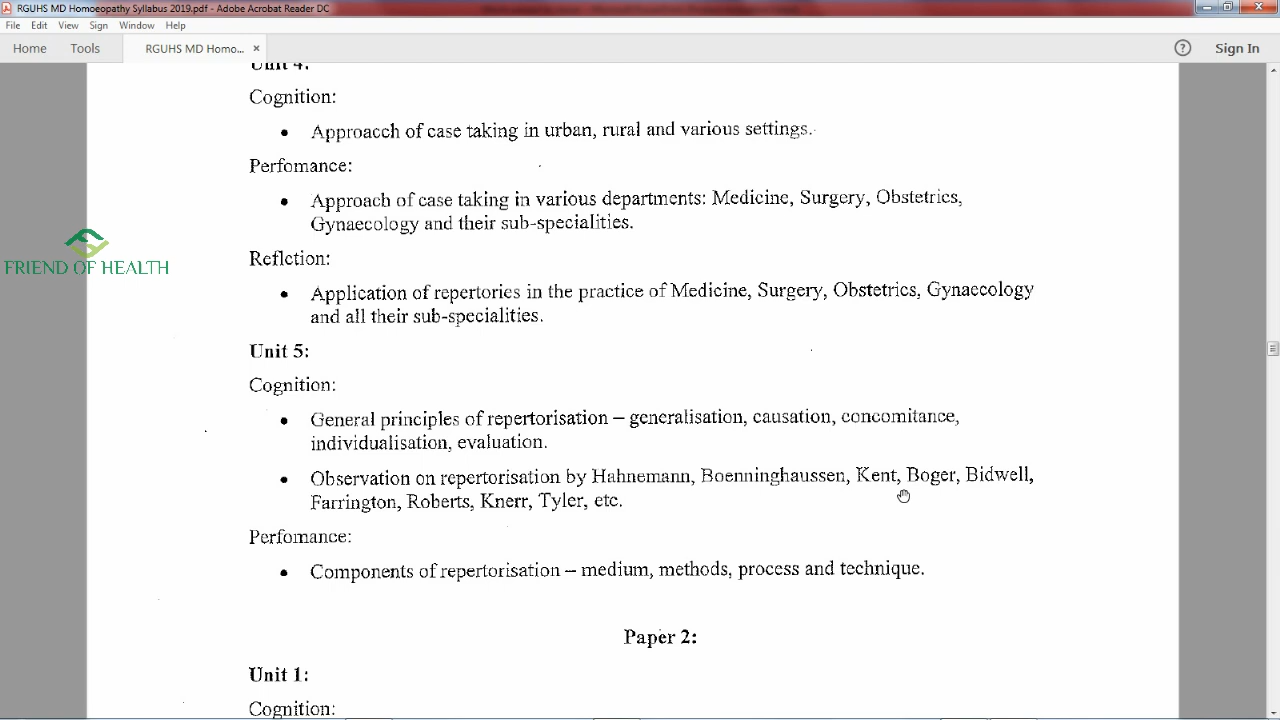 RGUHS MD Homoeopathy Syllabus 2019.pdf - Adobe Acrobat Reader DC
File Edit View Sign Window Help
Home Tools RGUHS MD Homo... × ? Sign In
Unit 4:
Cognition:
• Approacch of case taking in urban, rural and various settings.
Perfomance:
• Approach of case taking in various departments: Medicine, Surgery, Obstetrics,
Gynaecology and their sub-specialities.
FRIEND OF HEALTH
Refletion:
• Application of repertories in the practice of Medicine, Surgery, Obstetrics, Gynaecology
and all their sub-specialities.
Unit 5:
Cognition:
• General principles of repertorisation – generalisation, causation, concomitance,
individualisation, evaluation.
• Observation on repertorisation by Hahnemann, Boenninghaussen, Kent, Boger, Bidwell,
Farrington, Roberts, Knerr, Tyler, etc.
Perfomance:
• Components of repertorisation – medium, methods, process and technique.
Paper 2:
Unit 1:
Cognition: